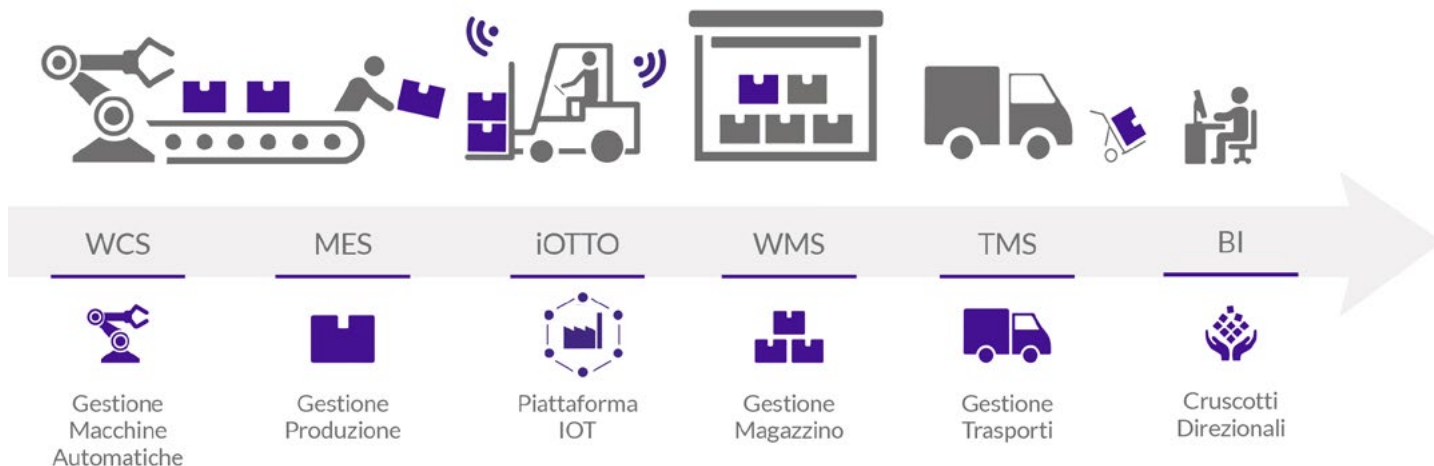 WCS
MES
iOTTO
WMS
TMS
BI
Gestione
Macchine
Automatiche
Gestione
Produzione
Piattaforma
IOT
Gestione
Magazzino
Gestione
Trasporti
Cruscotti
Direzionali